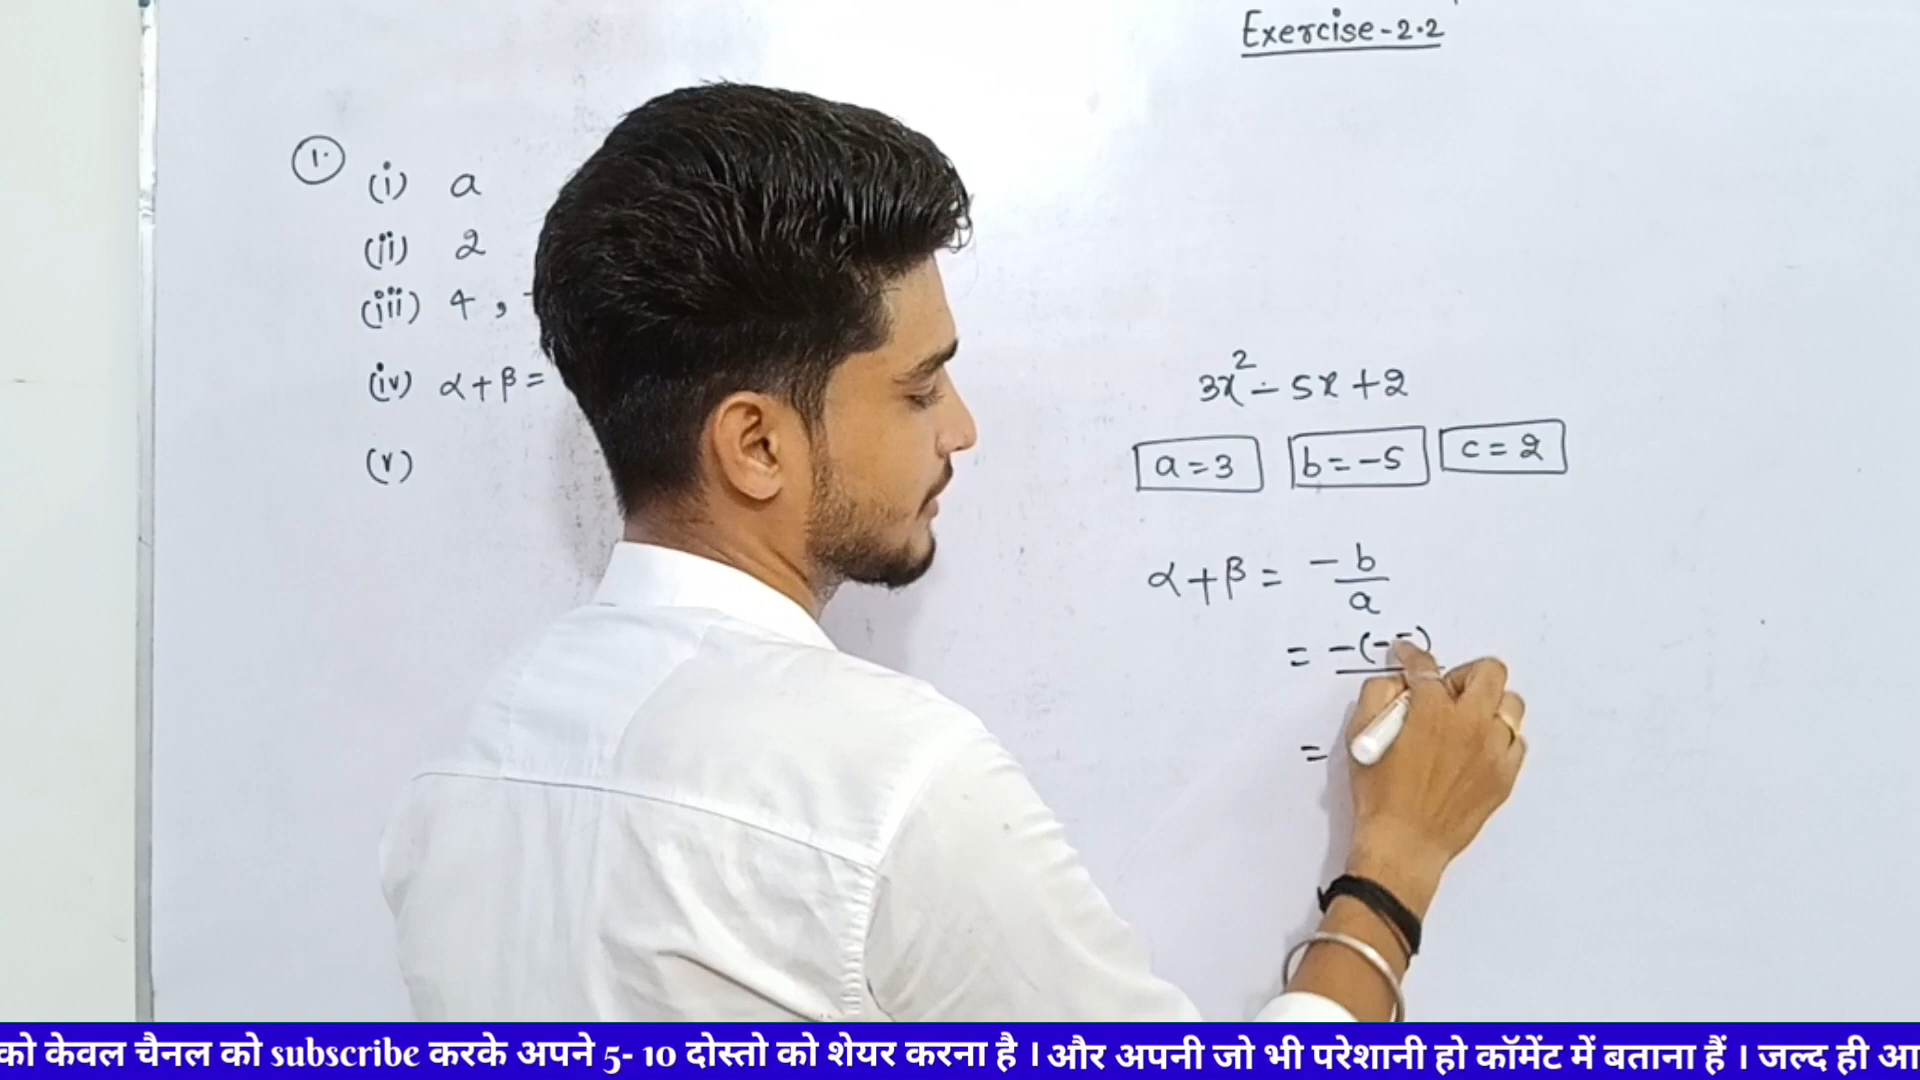 Exercise-2.2
1.
(i) a
(ii) 2
(iii) 4 ,
(iv) α+β=
(v)
3x² - 5x + 2
a = 3 b = -5 c = 2
α+β = -b/a
= -(-5)
=
को केवल चैनल को subscribe करके अपने 5- 10 दोस्तो को शेयर करना है । और अपनी जो भी परेशानी हो कॉमेंट में बताना हैं । जल्द ही आ